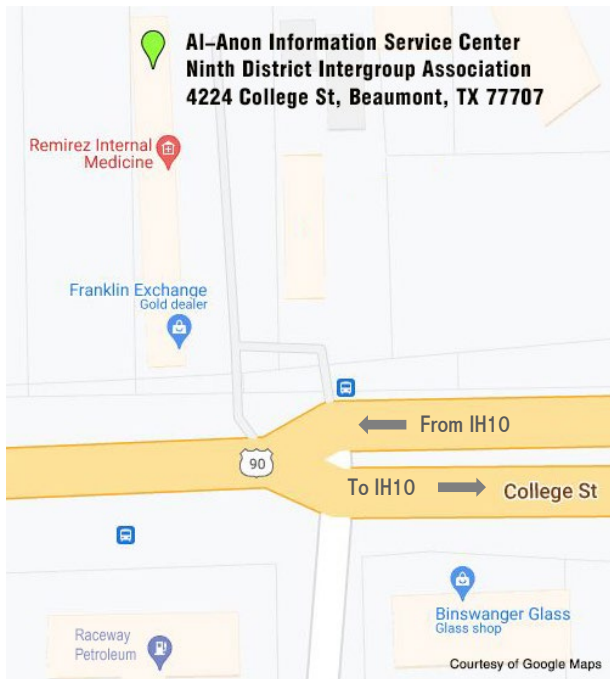 Al-Anon Information Service Center
Ninth District Intergroup Association
4224 College St, Beaumont, TX 77707
Remirez Internal
Medicine
Franklin Exchange
Gold dealer
From IH10
90
To IH10
College St
Binswanger Glass
Glass shop
Raceway
Petroleum
Courtesy of Google Maps